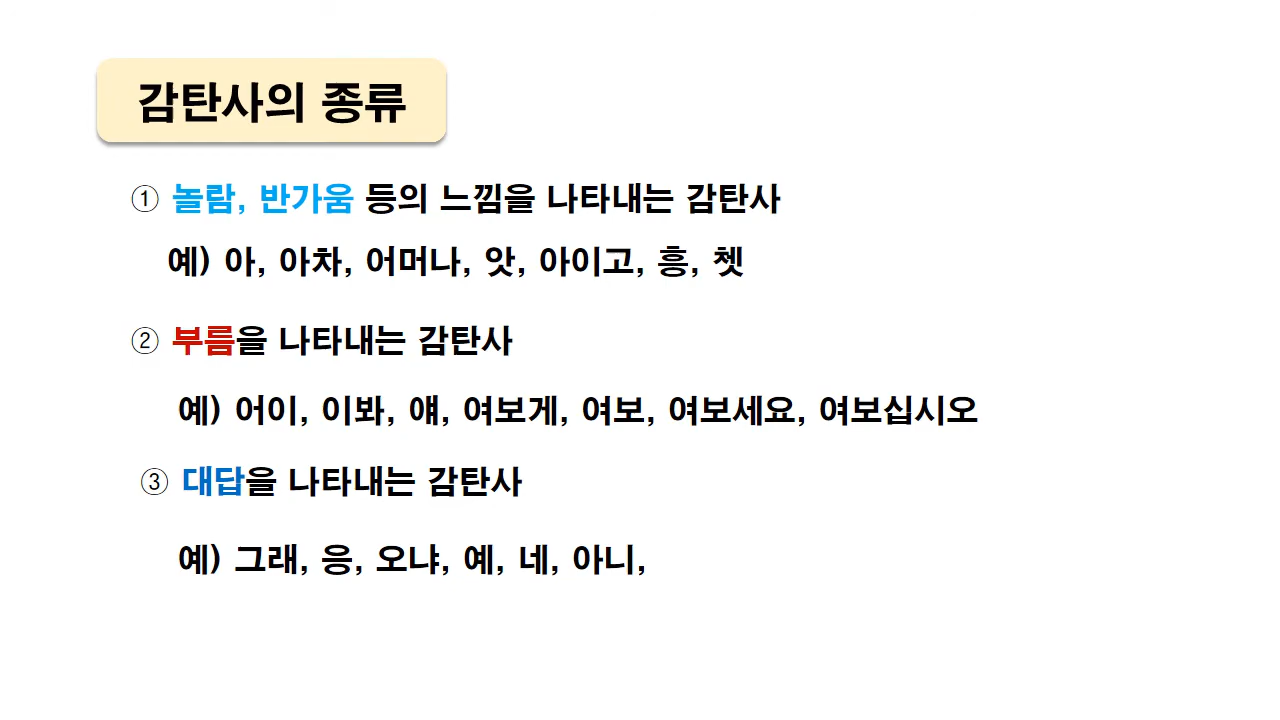 감탄사의 종류
① 놀람, 반가움 등의 느낌을 나타내는 감탄사
예) 아, 아차, 어머나, 앗, 아이고, 흥, 쳇
② 부름을 나타내는 감탄사
예) 어이, 이봐, 얘, 여보게, 여보, 여보세요, 여보십시오
③ 대답을 나타내는 감탄사
예) 그래, 응, 오냐, 예, 네, 아니,